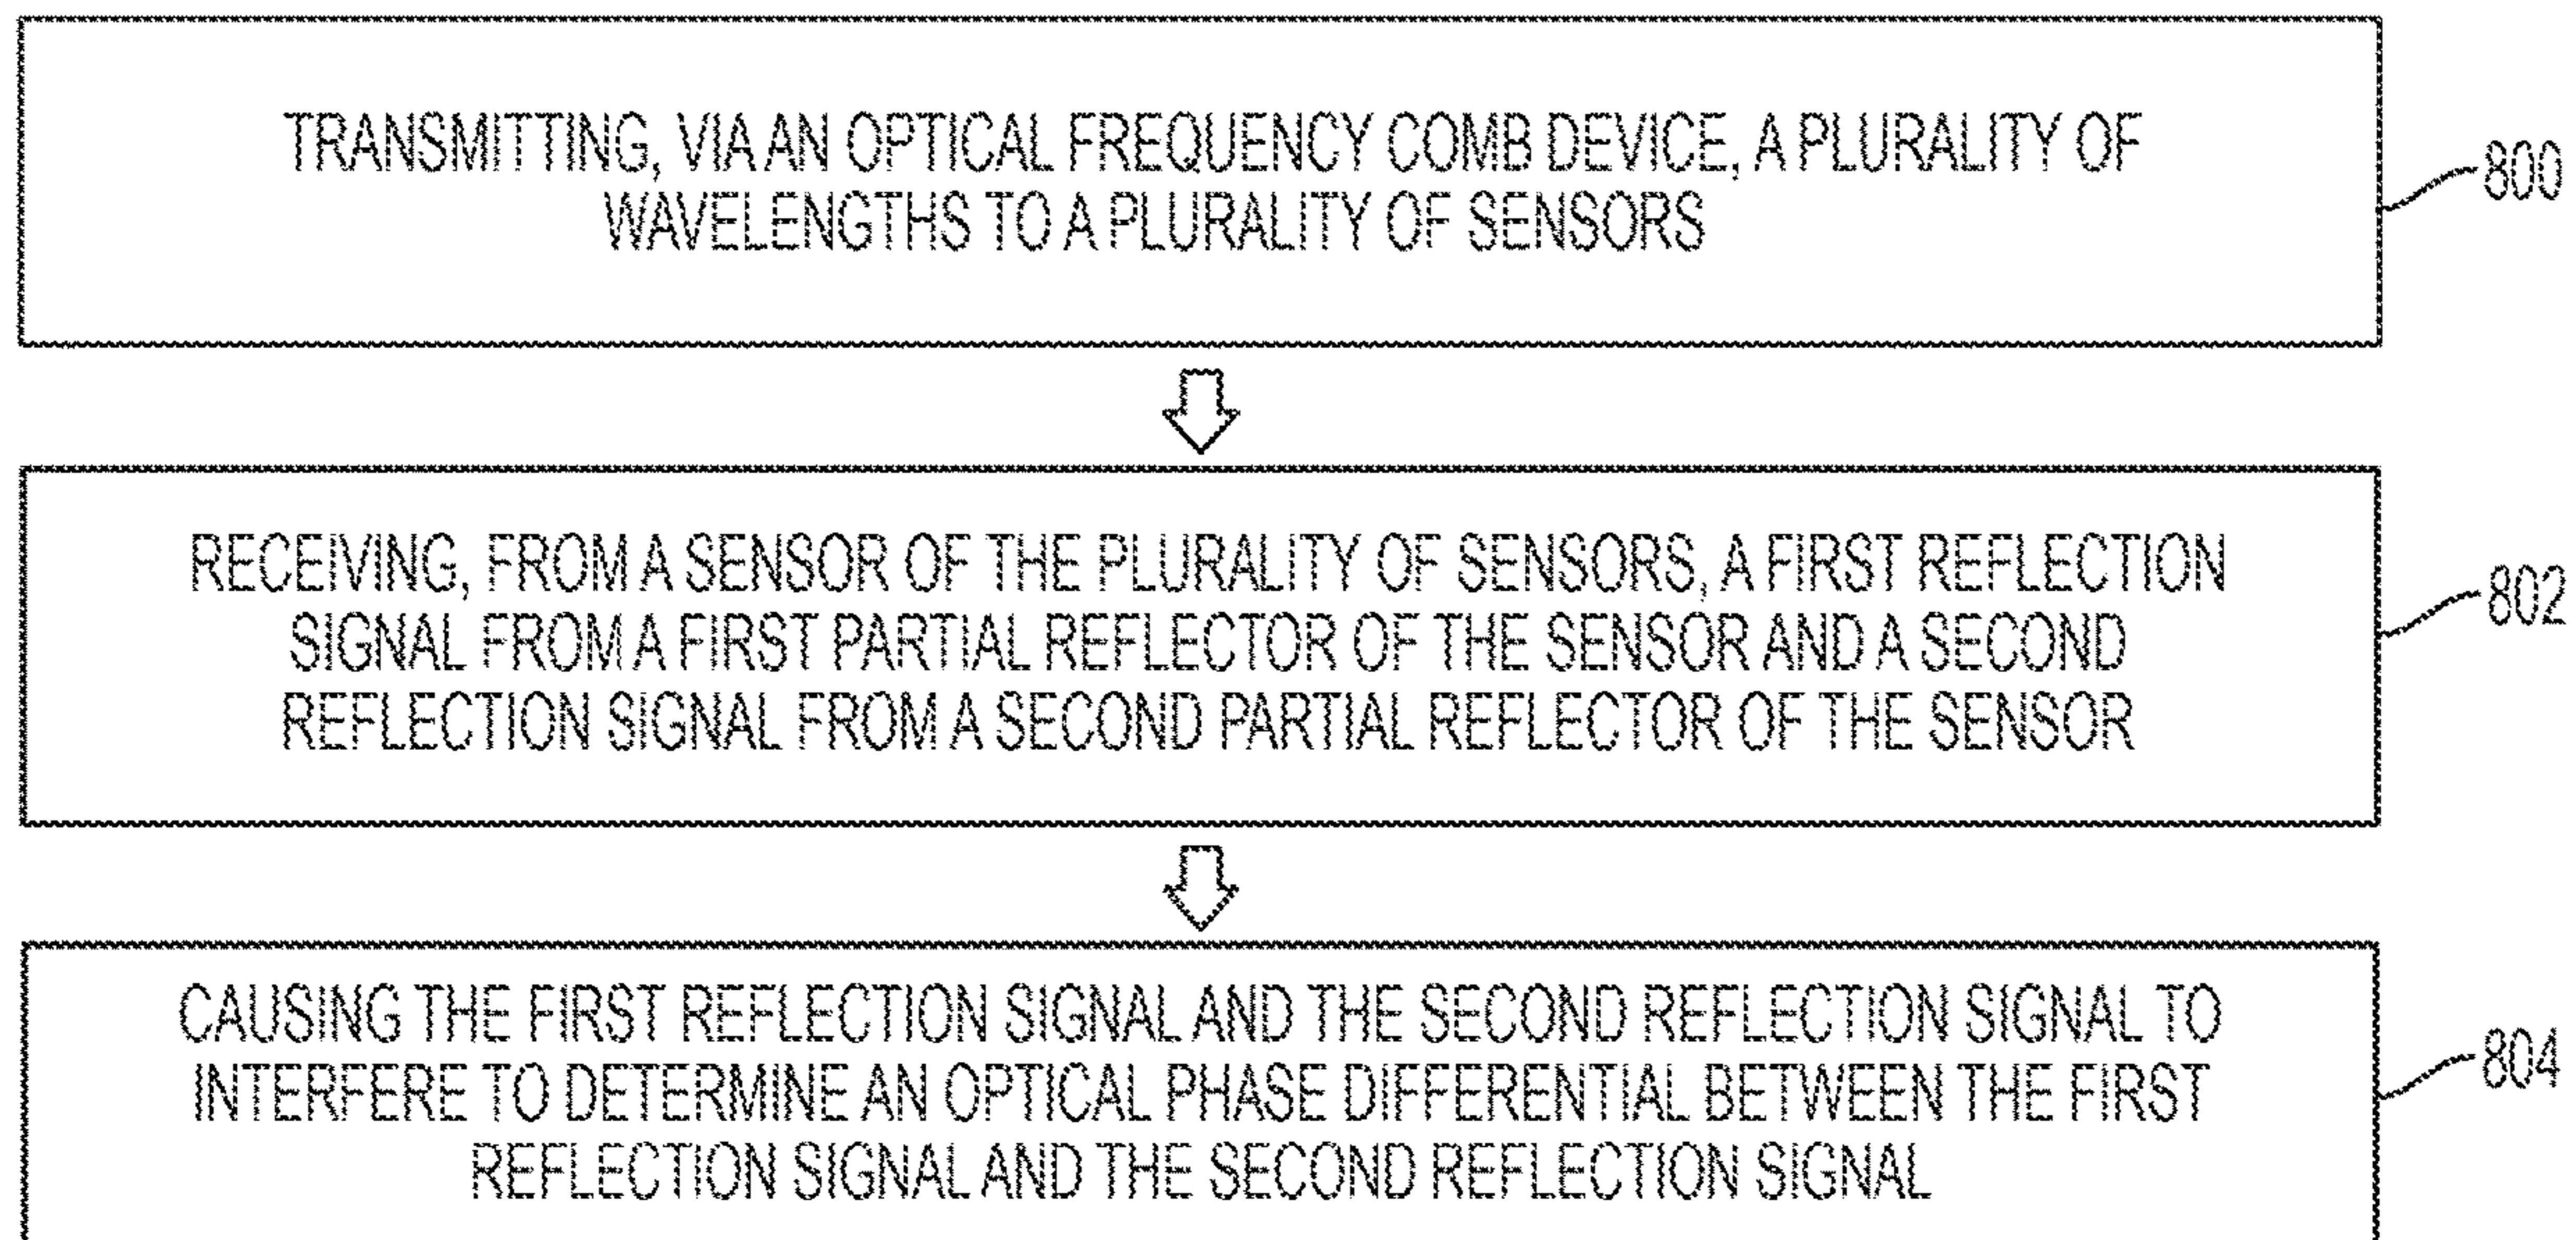 TRANSMITTING, VIA AN OPTICAL FREQUENCY COMB DEVICE, A PLURALITY OF
WAVELENGTHS TO A PLURALITY OF SENSORS
800
RECEIVING, FROM A SENSOR OF THE PLURALITY OF SENSORS, A FIRST REFLECTION
SIGNAL FROM A FIRST PARTIAL REFLECTOR OF THE SENSOR AND A SECOND
REFLECTION SIGNAL FROM A SECOND PARTIAL REFLECTOR OF THE SENSOR
802
CAUSING THE FIRST REFLECTION SIGNAL AND THE SECOND REFLECTION SIGNAL TO
INTERFERE TO DETERMINE AN OPTICAL PHASE DIFFERENTIAL BETWEEN THE FIRST
REFLECTION SIGNAL AND THE SECOND REFLECTION SIGNAL
804